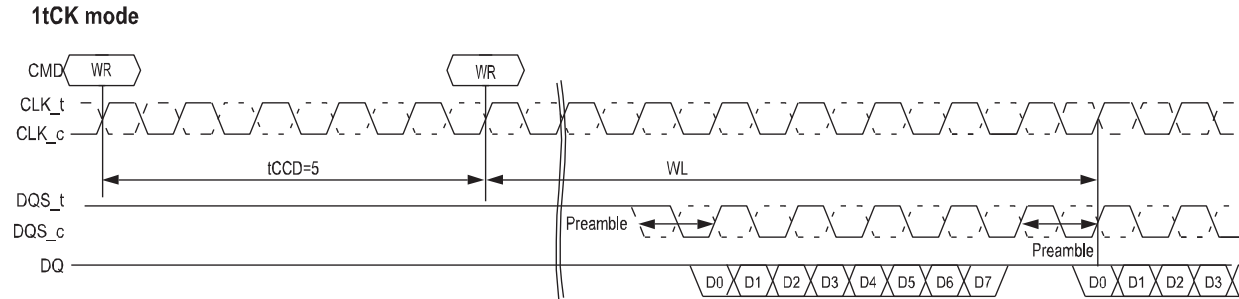 1tCK mode
CMD WR WR
CLK_t
CLK_c
tCCD=5 WL
DQS_t
Preamble
DQS_c
Preamble
DQ D0 D1 D2 D3 D4 D5 D6 D7 D0 D1 D2 D3